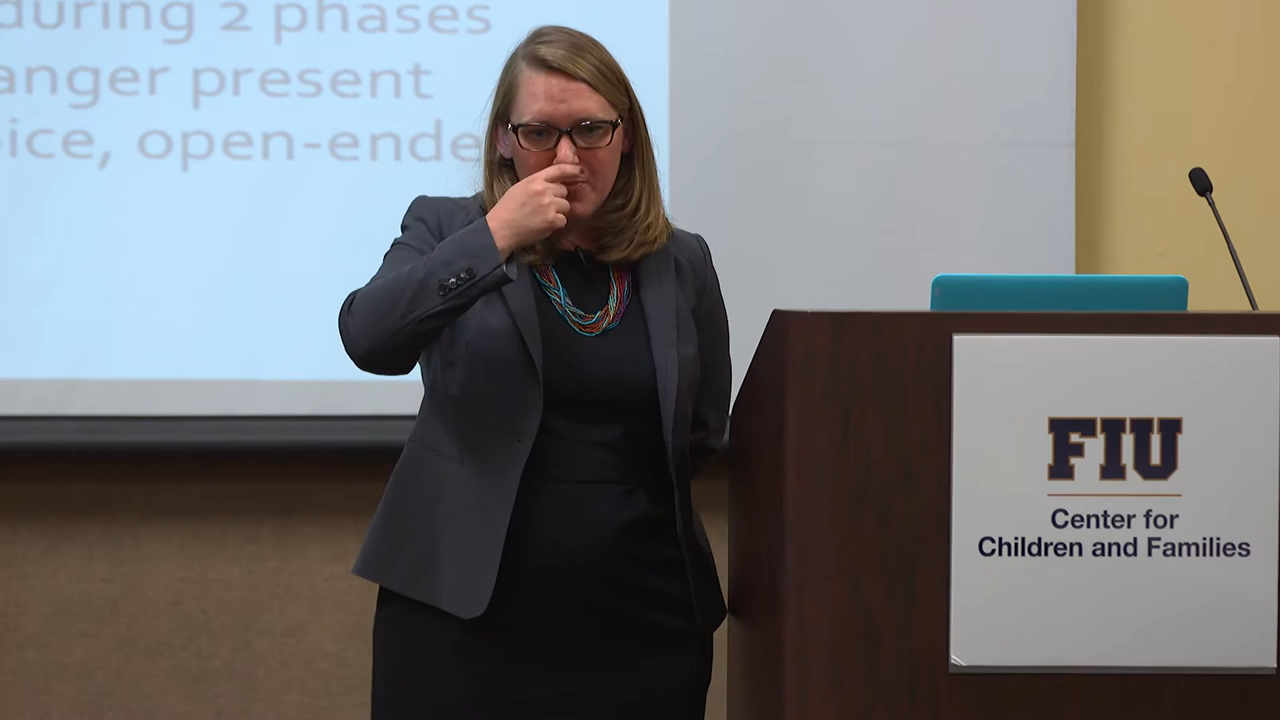 during 2 phases
anger present
oice, open-ende
FIU
Center for
Children and Families